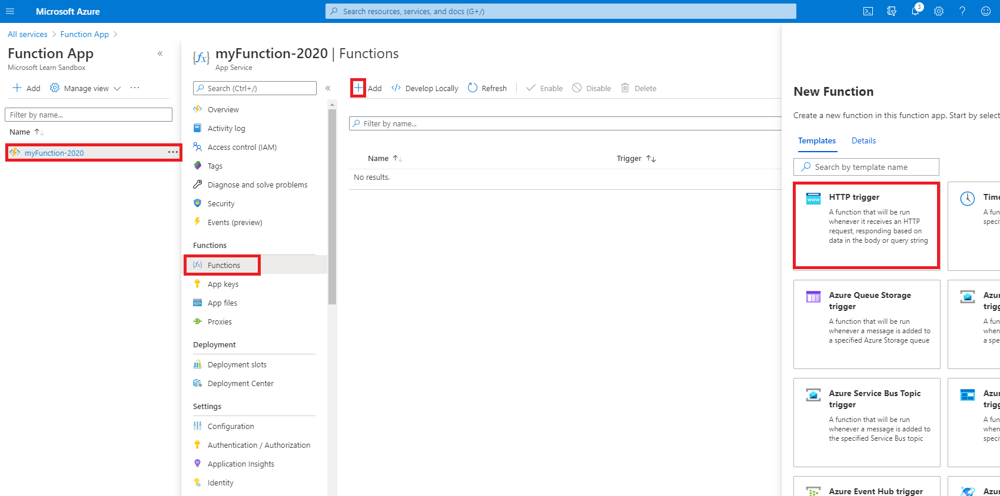 Microsoft Azure
Search resources, services, and docs (G+/)
3
All services > Function App >
Function App
Microsoft Learn Sandbox
Add
Manage view
Filter by name...
Name
myFunction-2020
myFunction-2020 | Functions
App Service
Search (Ctrl+/)
Overview
Activity log
Access control (IAM)
Tags
Diagnose and solve problems
Security
Events (preview)
Functions
Functions
App keys
App files
Proxies
Deployment
Deployment slots
Deployment Center
Settings
Configuration
Authentication / Authorization
Application Insights
Identity
Add
Develop Locally
Refresh
Enable
Disable
Delete
Filter by name...
Name
Trigger
No results.
New Function
Create a new function in this function app. Start by select
Templates
Details
Search by template name
HTTP trigger
A function that will be run
whenever it receives an HTTP
request, responding based on
data in the body or query string
Time
A fun
specif
Azure Queue Storage
trigger
A function that will be run
whenever a message is added to
a specified Azure Storage queue
Azur
trigg
A fun
when
a spe
Azure Service Bus Topic
trigger
A function that will be run
whenever a message is added to
the specified Service Bus topic
Azur
trigg
A fun
when
specif
Azure Event Hub trigger
Azur